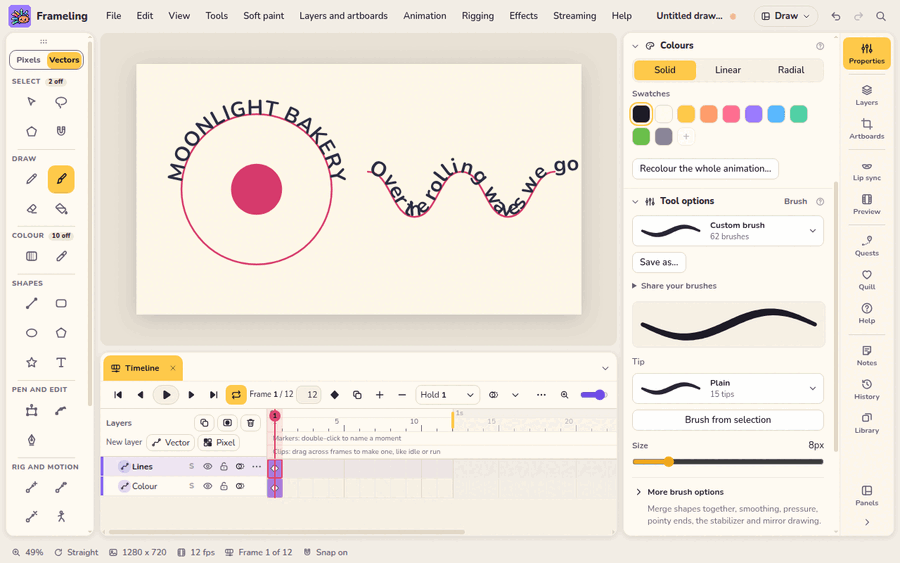 Frameling
File
Edit
View
Tools
Soft paint
Layers and artboards
Animation
Rigging
Effects
Streaming
Help
Untitled draw...
Draw
Pixels
Vectors
SELECT
2 off
DRAW
COLOUR
10 off
SHAPES
PEN AND EDIT
RIG AND MOTION
MOONLIGHT BAKERY
Over the rolling waves we go
Timeline
Frame 1 / 12
12
Hold 1
Layers
New layer
Vector
Pixel
1
5
10
15
20
1s
Markers: double-click to name a moment
Clips: drag across frames to make one, like idle or run
Lines
S
Colour
S
Colours
Solid
Linear
Radial
Swatches
Recolour the whole animation...
Tool options
Brush
Custom brush
62 brushes
Save as...
Share your brushes
Tip
Plain
15 tips
Brush from selection
Size
8px
More brush options
Merge shapes together, smoothing, pressure,
pointy ends, the stabilizer and mirror drawing.
Properties
Layers
Artboards
Lip sync
Preview
Quests
Quill
Help
Notes
History
Library
Panels
49%
Straight
1280 x 720
12 fps
Frame 1 of 12
Snap on